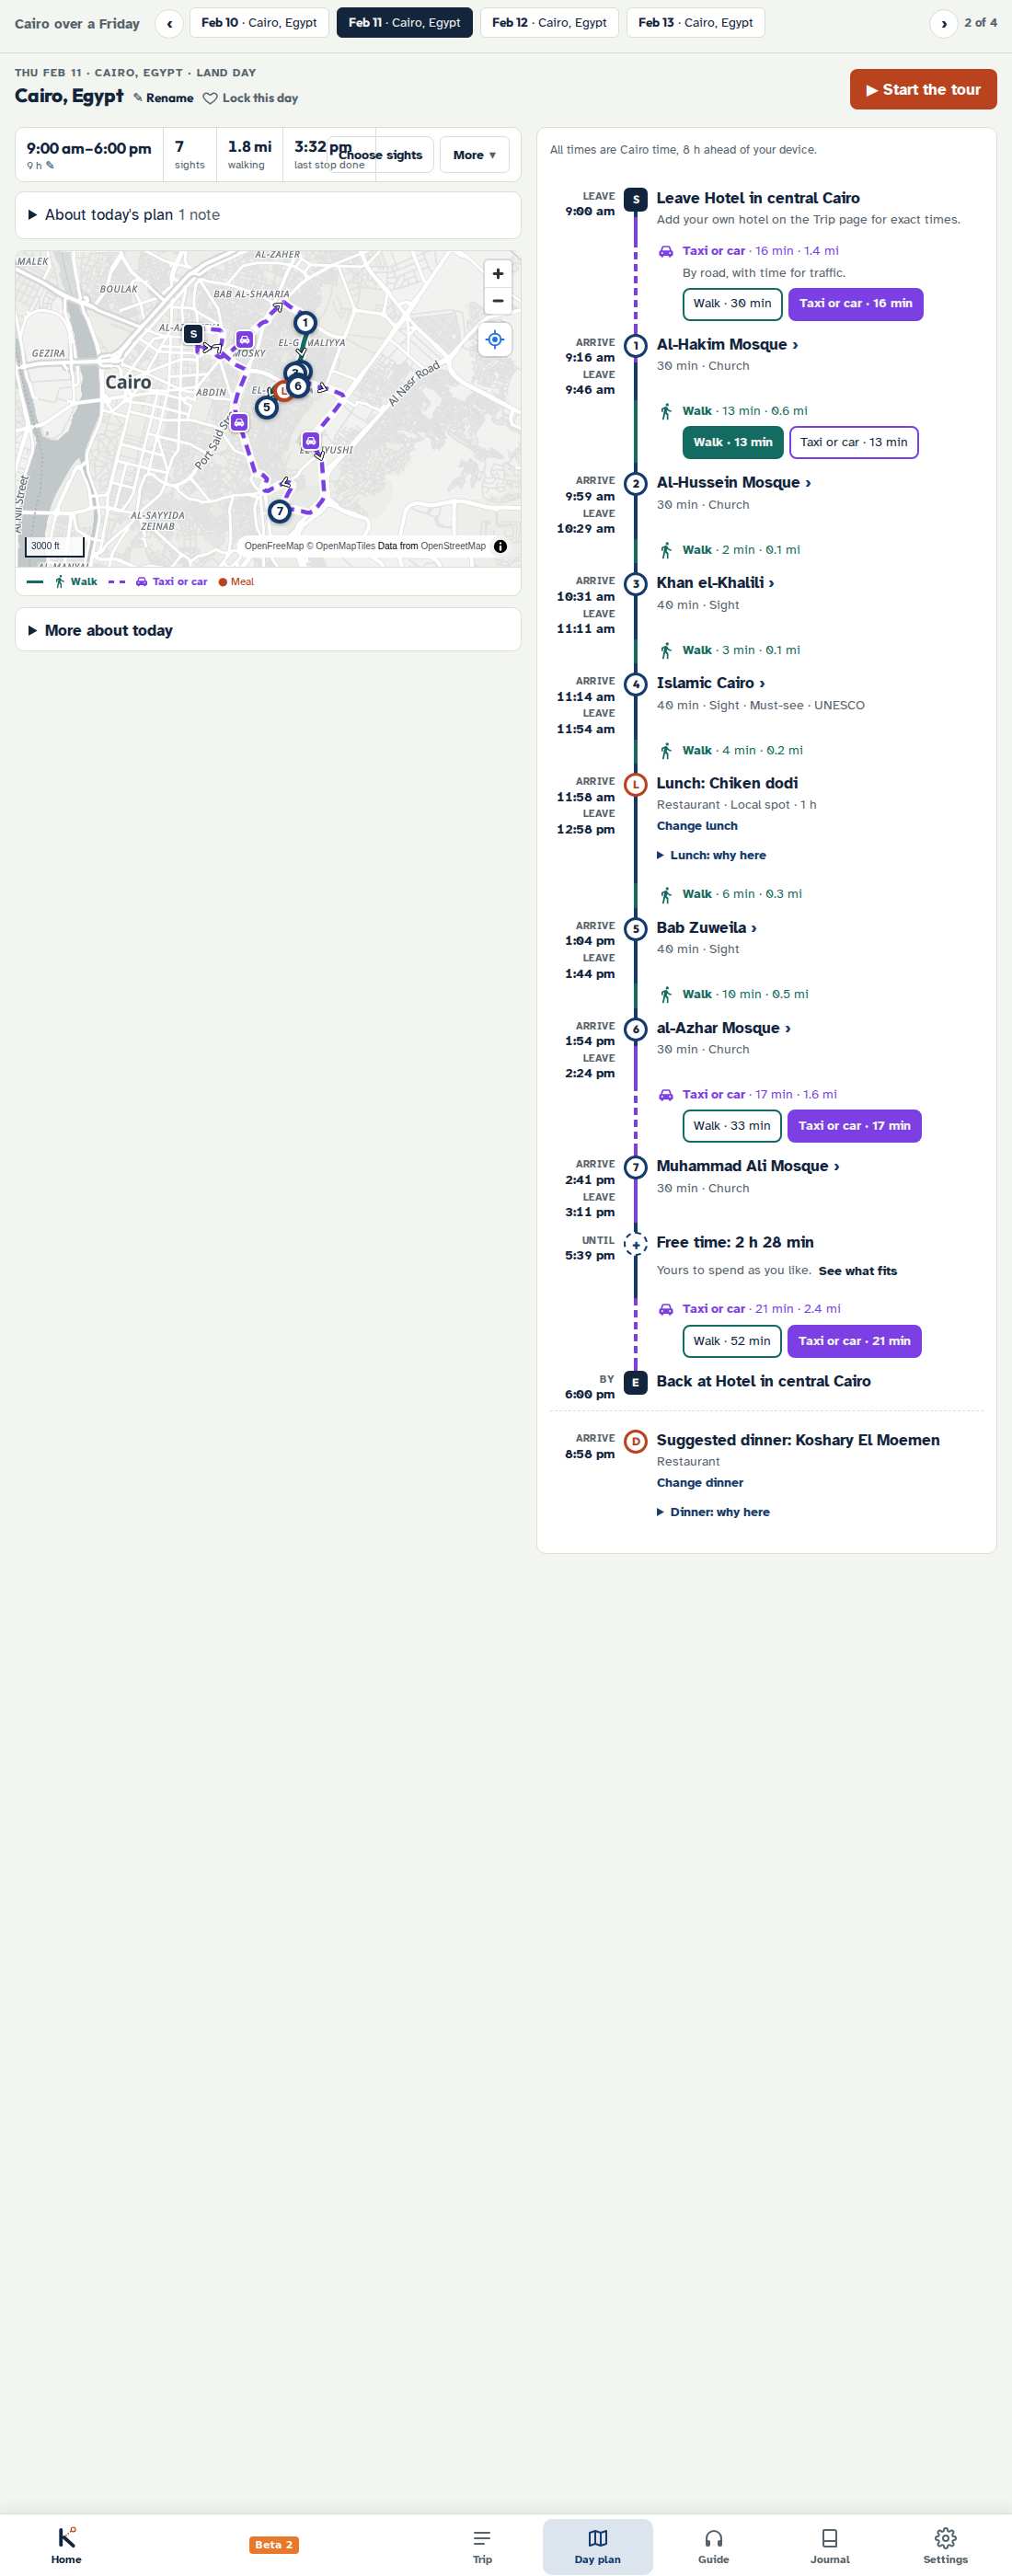 Cairo over a Friday
‹
Feb 10 · Cairo, Egypt
Feb 11 · Cairo, Egypt
Feb 12 · Cairo, Egypt
Feb 13 · Cairo, Egypt
›
2 of 4
THU FEB 11 · CAIRO, EGYPT · LAND DAY
Cairo, Egypt ✎ Rename Lock this day
▶ Start the tour
9:00 am–6:00 pm
9 h ✎
7
sights
1.8 mi
walking
3:32 pm
last stop done
Choose sights
More ▾
▶ About today's plan 1 note
MALEK
AL-ZAHER
BOULAK
BAB AL-SHAARIA
S
1
GEZIRA
MOSKY
Cairo
ABDIN
6
5
Al Nasr Road
Port Said
7
AL-SAYYIDA
ZEINAB
Al-Nil Street
3000 ft
+
−
OpenFreeMap © OpenMapTiles Data from OpenStreetMap
Walk
Taxi or car
Meal
▶ More about today
All times are Cairo time, 8 h ahead of your device.
LEAVE
9:00 am
S
Leave Hotel in central Cairo
Add your own hotel on the Trip page for exact times.
Taxi or car · 16 min · 1.4 mi
By road, with time for traffic.
Walk · 30 min
Taxi or car · 16 min
ARRIVE
9:16 am
LEAVE
9:46 am
1
Al-Hakim Mosque ›
30 min · Church
Walk · 13 min · 0.6 mi
Walk · 13 min
Taxi or car · 13 min
ARRIVE
9:59 am
LEAVE
10:29 am
2
Al-Hussein Mosque ›
30 min · Church
Walk · 2 min · 0.1 mi
ARRIVE
10:31 am
LEAVE
11:11 am
3
Khan el-Khalili ›
40 min · Sight
Walk · 3 min · 0.1 mi
ARRIVE
11:14 am
LEAVE
11:54 am
4
Islamic Cairo ›
40 min · Sight · Must-see · UNESCO
Walk · 4 min · 0.2 mi
ARRIVE
11:58 am
LEAVE
12:58 pm
L
Lunch: Chiken dodi
Restaurant · Local spot · 1 h
Change lunch
▶ Lunch: why here
Walk · 6 min · 0.3 mi
ARRIVE
1:04 pm
LEAVE
1:44 pm
5
Bab Zuweila ›
40 min · Sight
Walk · 10 min · 0.5 mi
ARRIVE
1:54 pm
LEAVE
2:24 pm
6
al-Azhar Mosque ›
30 min · Church
Taxi or car · 17 min · 1.6 mi
Walk · 33 min
Taxi or car · 17 min
ARRIVE
2:41 pm
LEAVE
3:11 pm
7
Muhammad Ali Mosque ›
30 min · Church
UNTIL
5:39 pm
+
Free time: 2 h 28 min
Yours to spend as you like. See what fits
Taxi or car · 21 min · 2.4 mi
Walk · 52 min
Taxi or car · 21 min
BY
6:00 pm
E
Back at Hotel in central Cairo
ARRIVE
8:58 pm
D
Suggested dinner: Koshary El Moemen
Restaurant
Change dinner
▶ Dinner: why here
Home
Beta 2
Trip
Day plan
Guide
Journal
Settings